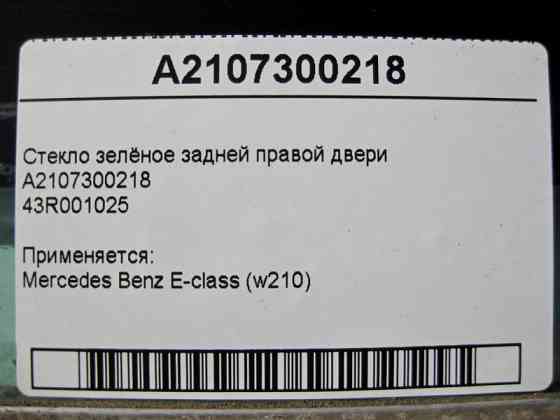 A2107300218
Стекло зелёное задней правой двери
A2107300218
43R001025
Применяется:
Mercedes Benz E-class (w210)